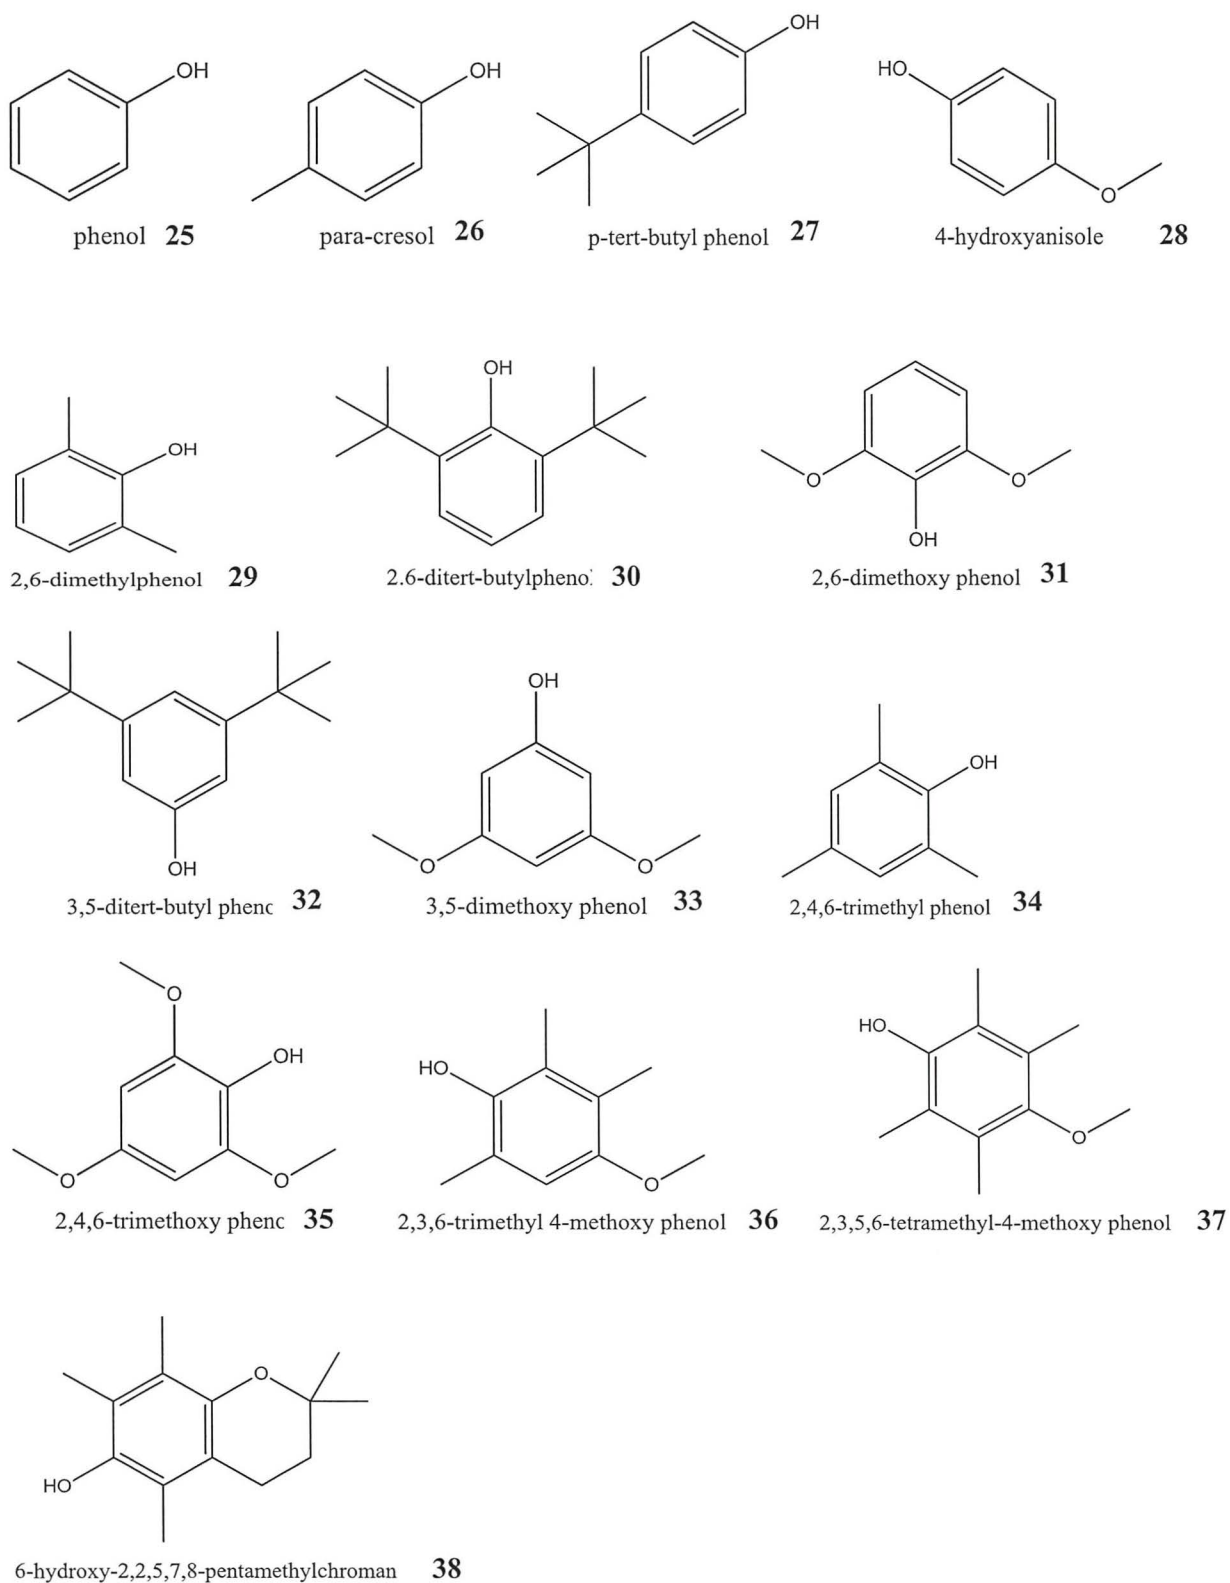 OH
OH
OH
HO
O
phenol 25
para-cresol 26
p-tert-butyl phenol 27
4-hydroxyanisole 28
OH
OH
O
O
OH
2,6-dimethylphenol 29
2.6-ditert-butylpheno 30
2,6-dimethoxy phenol 31
OH
OH
O
O
OH
3,5-ditert-butyl phenc 32
3,5-dimethoxy phenol 33
2,4,6-trimethyl phenol 34
O
OH
O
O
HO
O
HO
O
2,4,6-trimethoxy phenc 35
2,3,6-trimethyl 4-methoxy phenol 36
2,3,5,6-tetramethyl-4-methoxy phenol 37
O
HO
6-hydroxy-2,2,5,7,8-pentamethylchroman 38